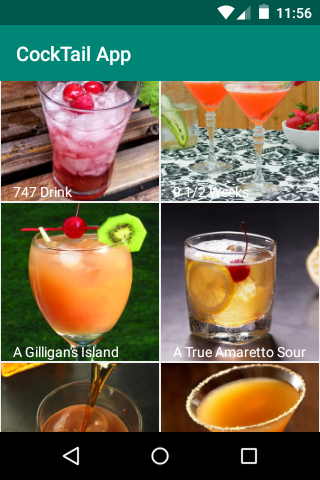 11:56
CockTail App
747 Drink
9 1/2 Weeks
A Gilligan's Island
A True Amaretto Sour